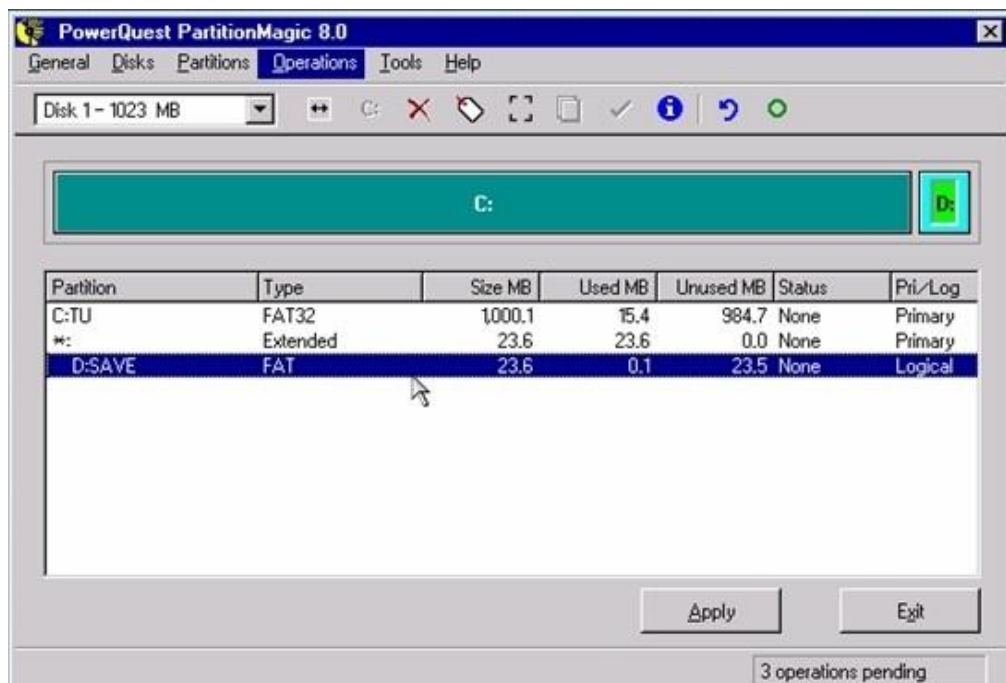 PowerQuest PartitionMagic 8.0
General Disks Partitions Operations Tools Help
Disk 1 - 1023 MB C:
C: D:
Partition Type Size MB Used MB Unused MB Status Pri/Log
C:TU FAT32 1,000.1 15.4 984.7 None Primary
*: Extended 23.6 23.6 0.0 None Primary
D:SAVE FAT 23.6 0.1 23.5 None Logical
Apply Exit
3 operations pending